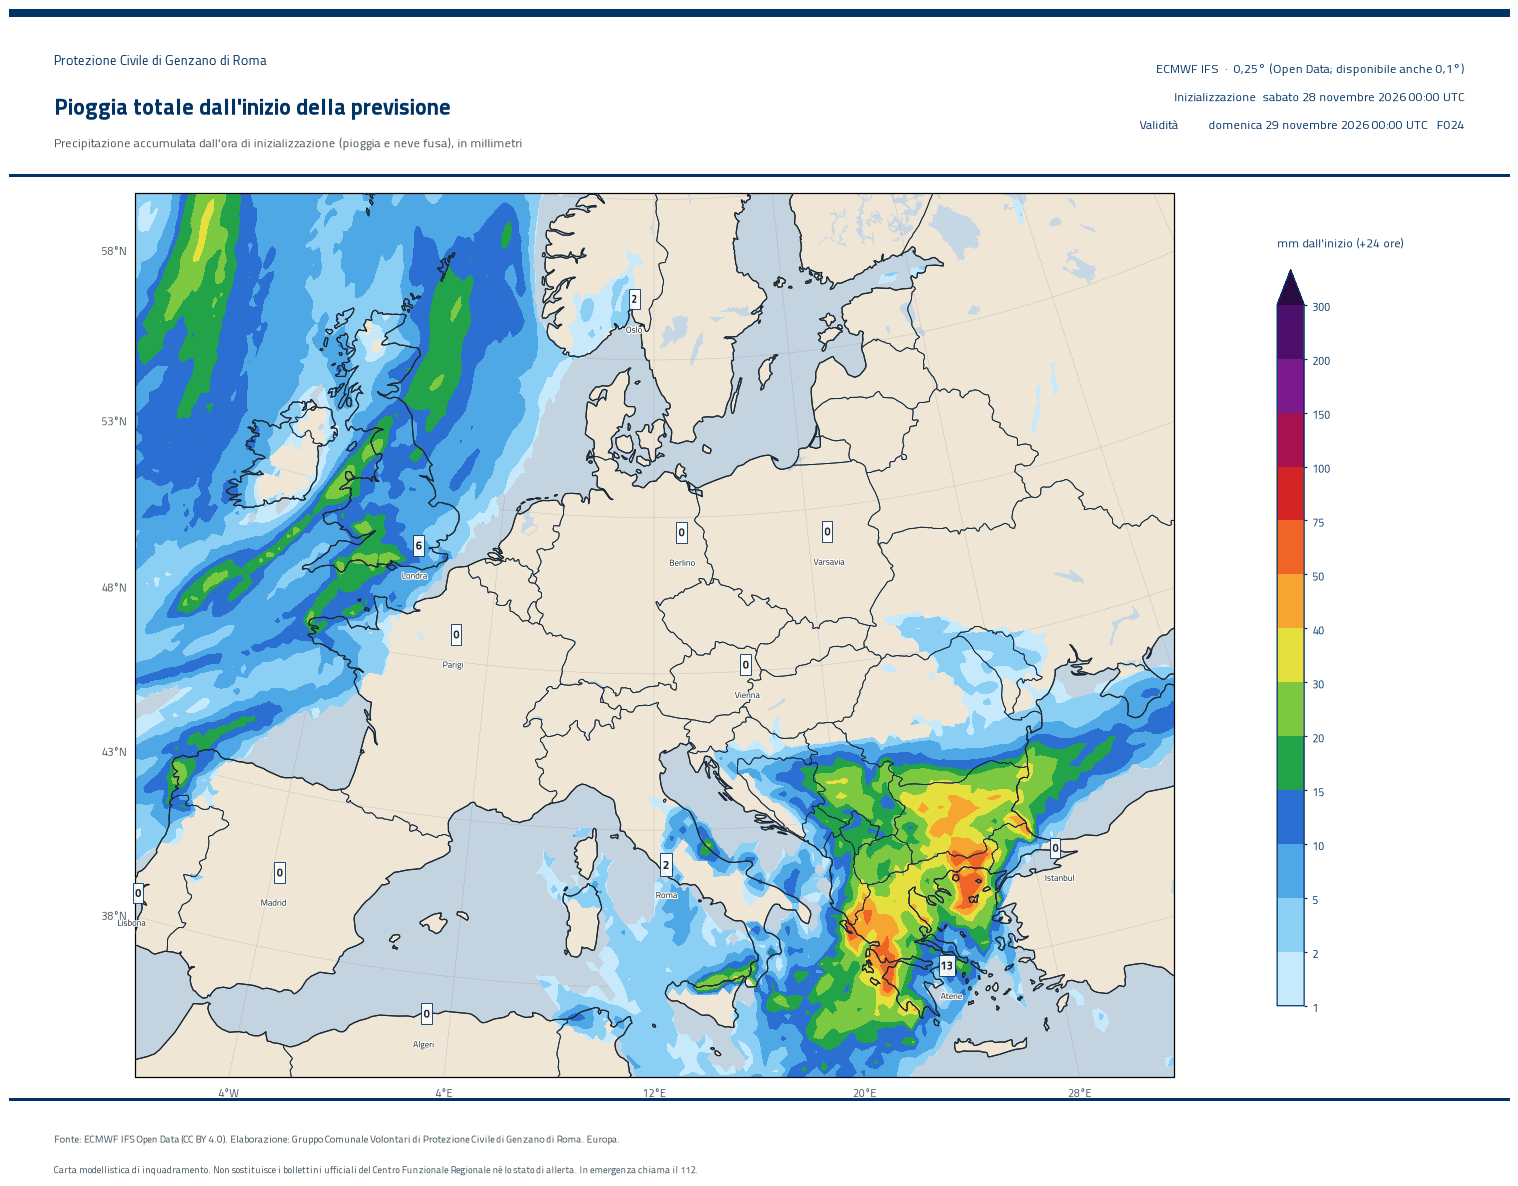 Protezione Civile di Genzano di Roma
Pioggia totale dall'inizio della previsione
Precipitazione accumulata dall'ora di inizializzazione (pioggia e neve fusa), in millimetri
ECMWF IFS · 0,25° (Open Data; disponibile anche 0,1°)
Inizializzazione sabato 28 novembre 2026 00:00 UTC
Validità domenica 29 novembre 2026 00:00 UTC F024
mm dall'inizio (+24 ore)
300
200
150
100
75
50
40
30
20
15
10
5
2
1
58°N
53°N
48°N
43°N
38°N
4°W
4°E
12°E
20°E
28°E
2
Oslo
6
Londra
0
Berlino
0
Varsavia
0
Parigi
0
Vienna
0
Madrid
0
Lisbona
2
Roma
0
Istanbul
13
Atene
0
Algeri
Fonte: ECMWF IFS Open Data (CC BY 4.0). Elaborazione: Gruppo Comunale Volontari di Protezione Civile di Genzano di Roma. Europa.
Carta modellistica di inquadramento. Non sostituisce i bollettini ufficiali del Centro Funzionale Regionale né lo stato di allerta. In emergenza chiama il 112.